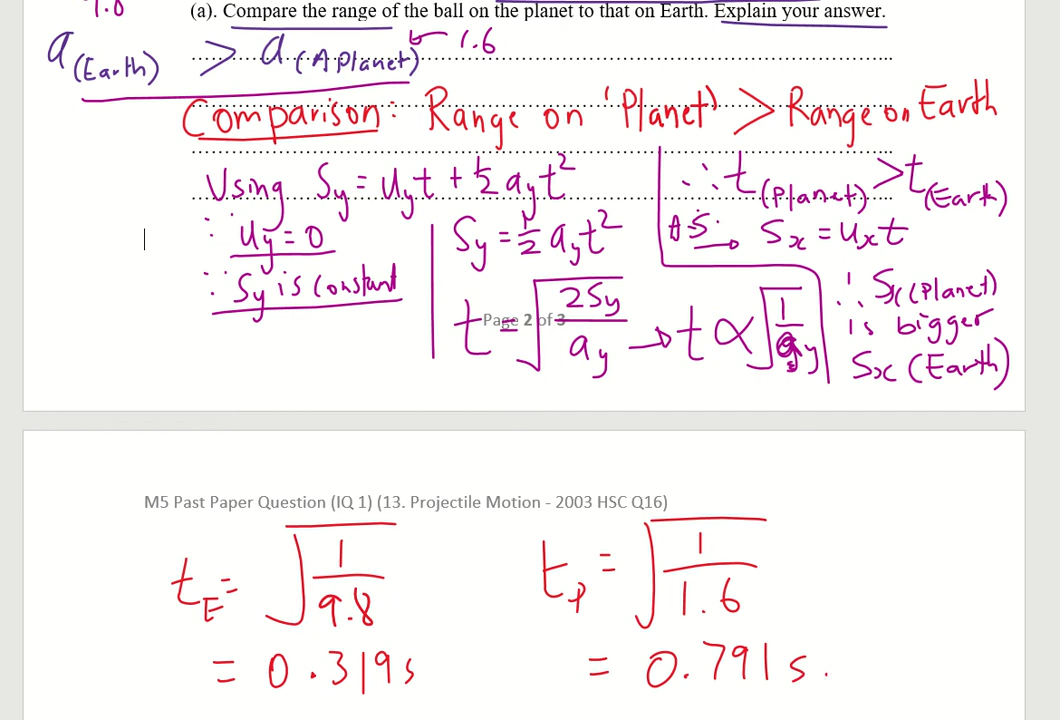 (a). Compare the range of the ball on the planet to that on Earth. Explain your answer.
a(Earth) > a(A planet) 1.6
Comparison: Range on 'Planet' > Range on Earth
Using Sy = Uyt + ½ ayt²
∵ Uy = 0
∵ Sy is constant
Sy = ½ ayt²
t = √(2Sy/ay) → t ∝ √(1/ay)
∴ t(Planet) > t(Earth)
AS → Sx = Uxt
∴ Sx(Planet)
is bigger
Sx (Earth)
Page 2 of 3
M5 Past Paper Question (IQ 1) (13. Projectile Motion - 2003 HSC Q16)
tE = √(1/9.8)
= 0.319s
tP = √(1/1.6)
= 0.791s.